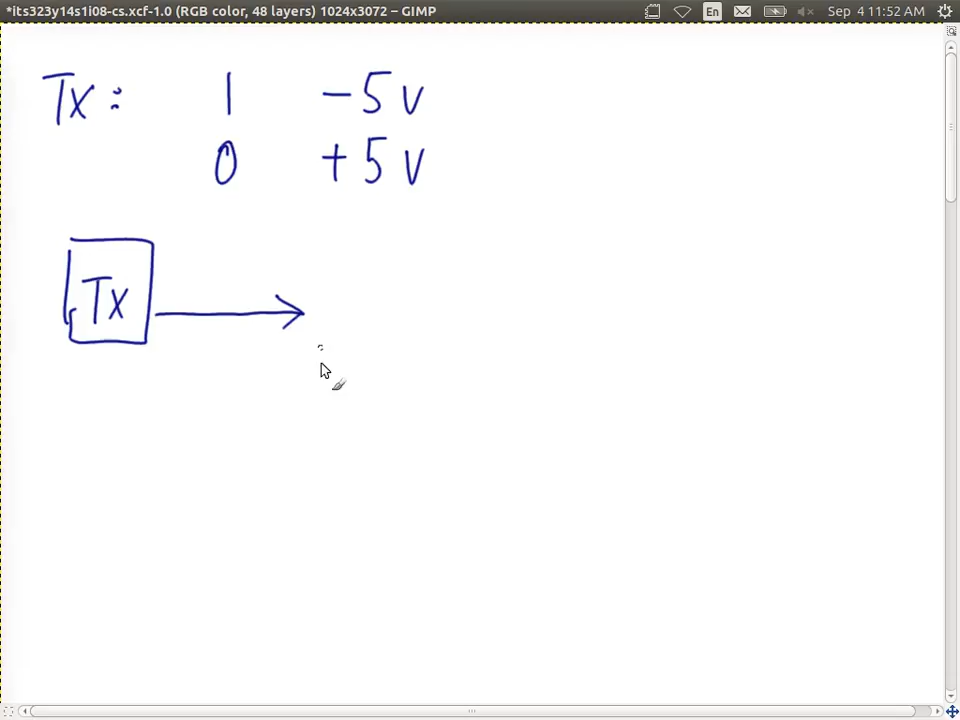 *its323y14s1i08-cs.xcf-1.0 (RGB color, 48 layers) 1024x3072 – GIMP
En
Sep 4 11:52 AM
Tx: 1 -5 v
0 +5 v
Tx